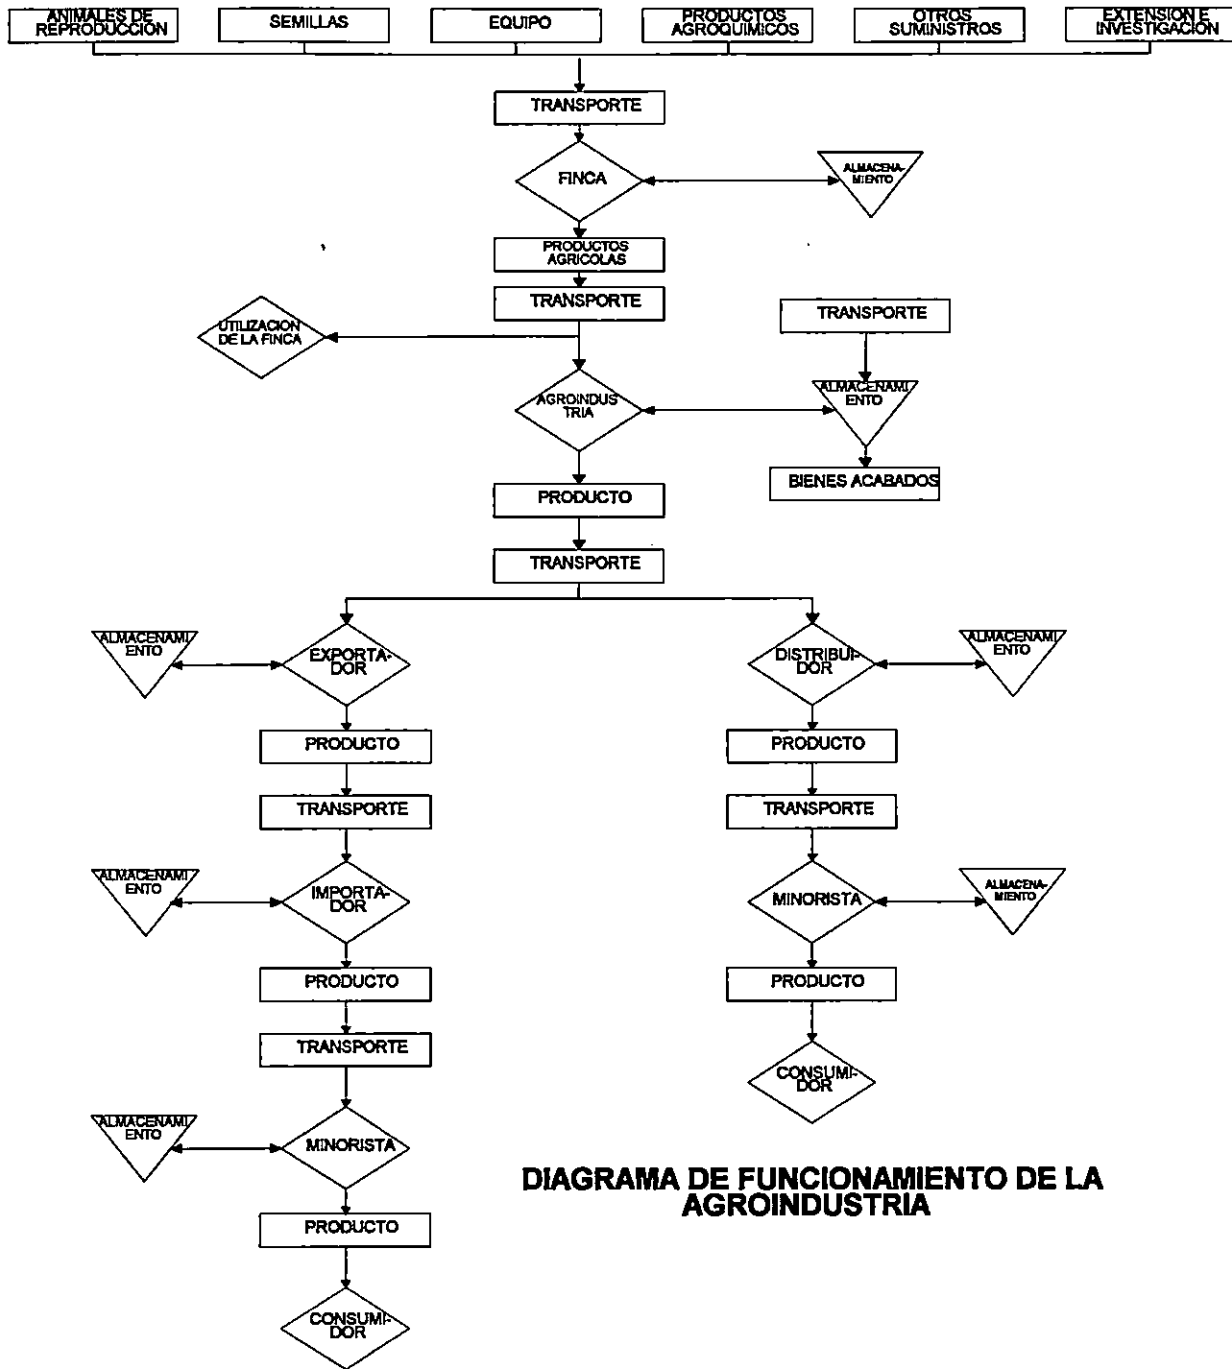 ANIMALES DE
REPRODUCCION
SEMILLAS
EQUIPO
PRODUCTOS
AGROQUIMICOS
OTROS
SUMINISTROS
EXTENSION E
INVESTIGACION
TRANSPORTE
FINCA
ALMACENA-
MIENTO
PRODUCTOS
AGRICOLAS
TRANSPORTE
UTILIZACION
DE LA FINCA
TRANSPORTE
AGROINDUS
TRIA
ALMACENAMI
ENTO
BIENES ACABADOS
PRODUCTO
TRANSPORTE
ALMACENAMI
ENTO
EXPORTA-
DOR
DISTRIBUI-
DOR
ALMACENAMI
ENTO
PRODUCTO
PRODUCTO
TRANSPORTE
TRANSPORTE
ALMACENAMI
ENTO
IMPORTA-
DOR
MINORISTA
ALMACENA-
MIENTO
PRODUCTO
PRODUCTO
TRANSPORTE
CONSUMI-
DOR
ALMACENAMI
ENTO
MINORISTA
DIAGRAMA DE FUNCIONAMIENTO DE LA
AGROINDUSTRIA
PRODUCTO
CONSUMI-
DOR